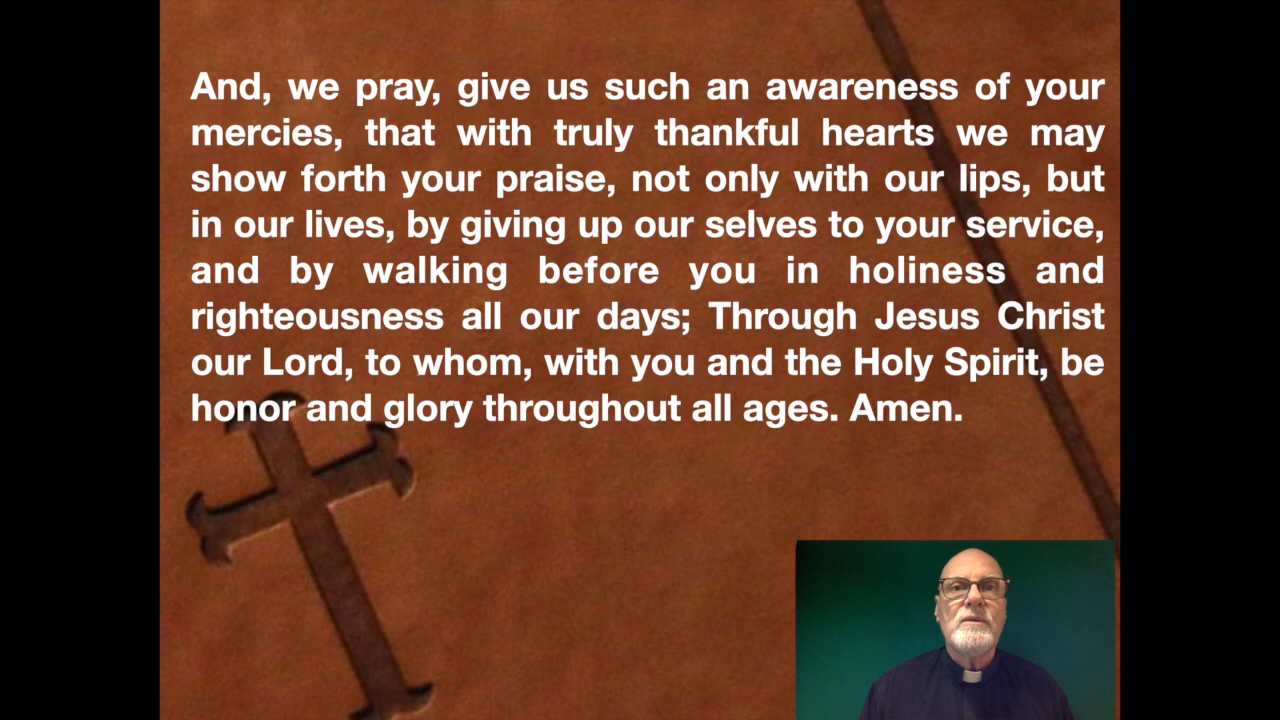 And, we pray, give us such an awareness of your
mercies, that with truly thankful hearts we may
show forth your praise, not only with our lips, but
in our lives, by giving up our selves to your service,
and by walking before you in holiness and
righteousness all our days; Through Jesus Christ
our Lord, to whom, with you and the Holy Spirit, be
honor and glory throughout all ages. Amen.